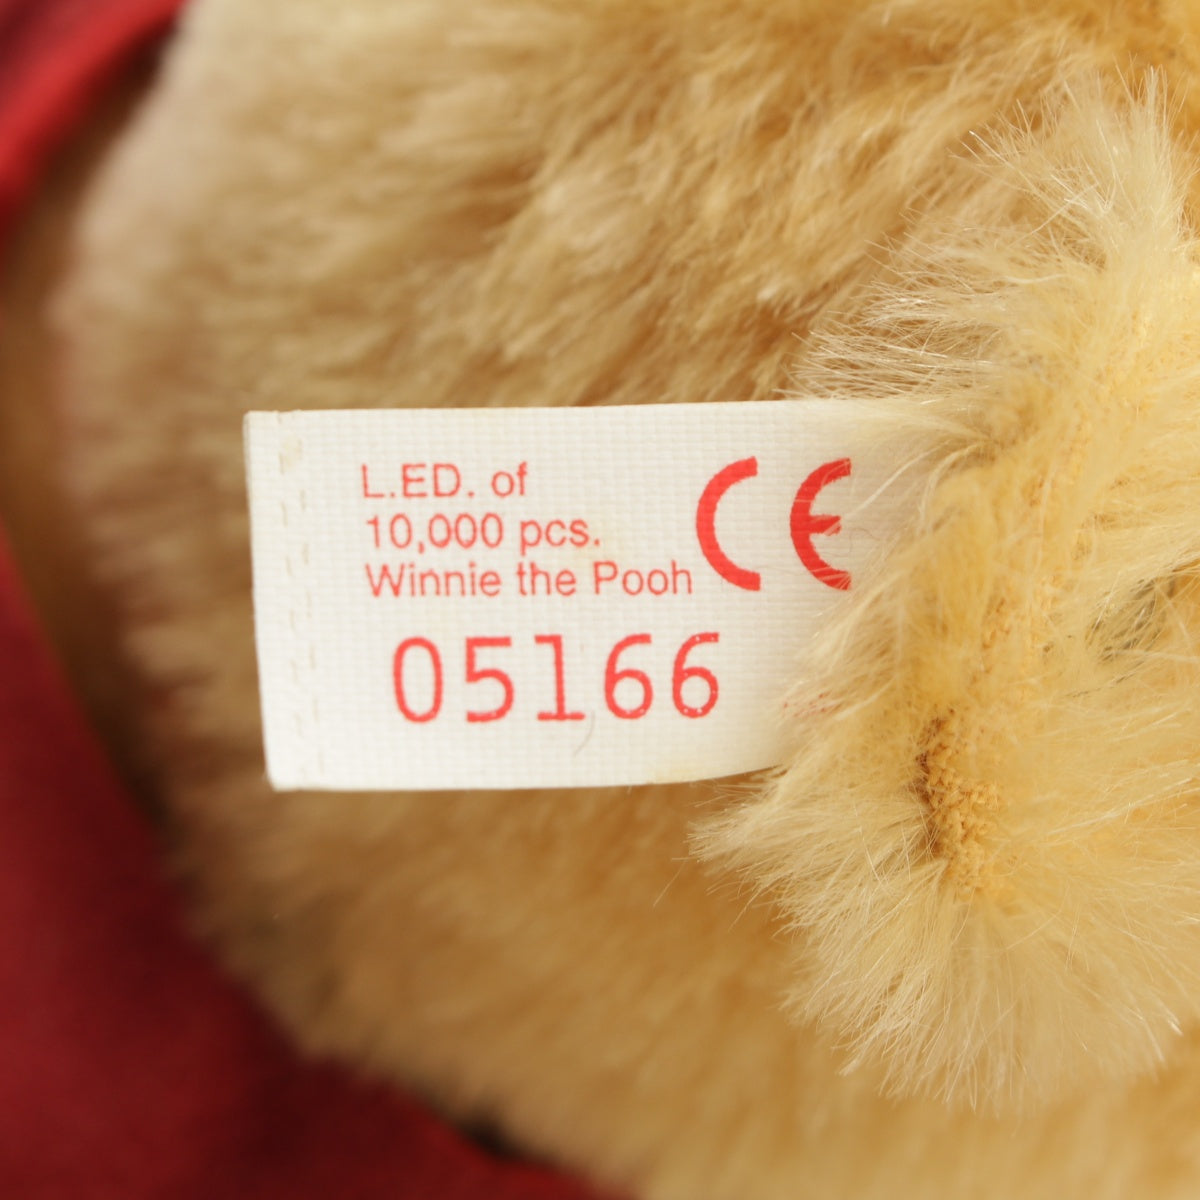 L.ED. of
10,000 pcs.
Winnie the Pooh
CE
05166